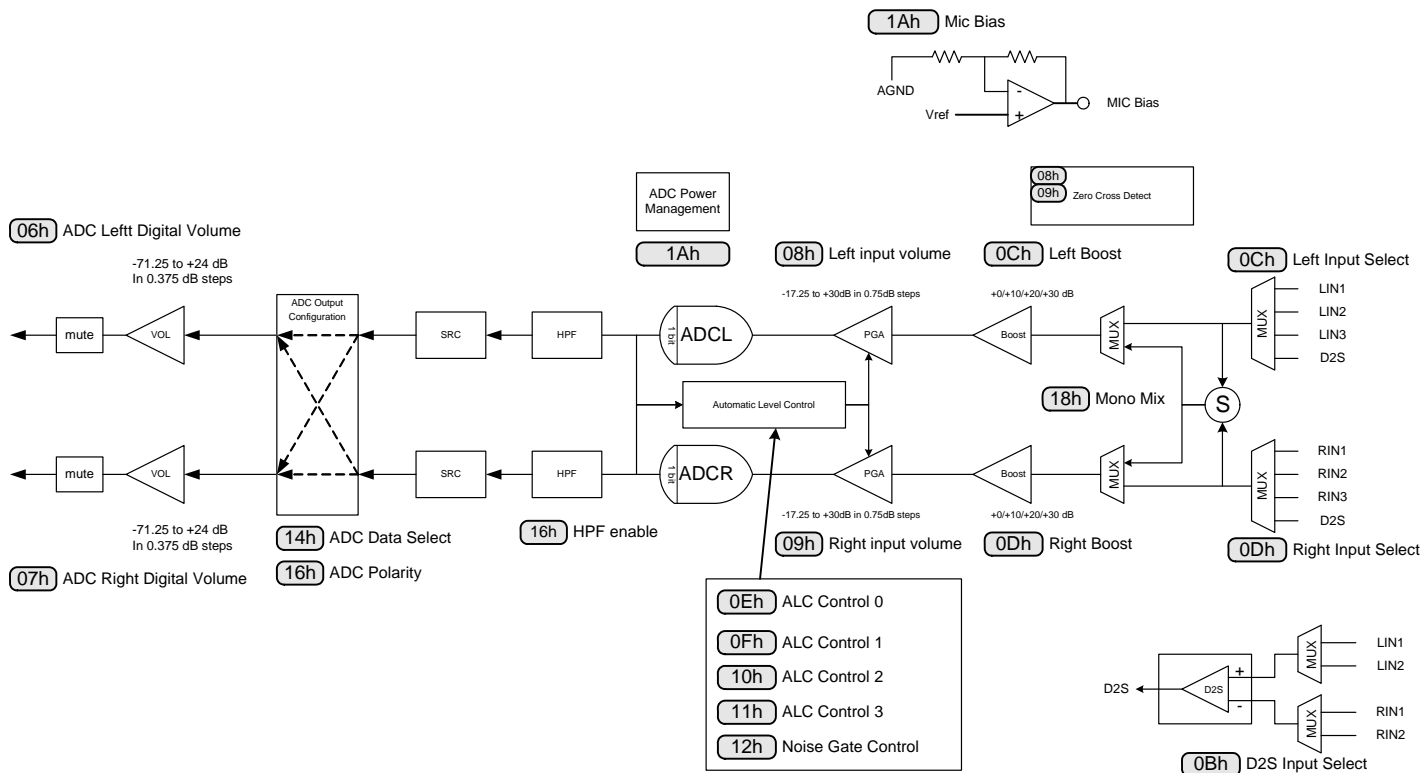 1Ah Mic Bias
AGND
-
+
Vref
MIC Bias
ADC Power
Management
1Ah
08h
09h Zero Cross Detect
06h ADC Leftt Digital Volume
-71.25 to +24 dB
In 0.375 dB steps
08h Left input volume
-17.25 to +30dB in 0.75dB steps
0Ch Left Boost
+0/+10/+20/+30 dB
0Ch Left Input Select
LIN1
LIN2
LIN3
D2S
MUX
ADC Output
Configuration
mute
VOL
SRC
HPF
1 bit
ADCL
PGA
Boost
MUX
Automatic Level Control
18h Mono Mix
S
mute
VOL
SRC
HPF
1 bit
ADCR
PGA
Boost
MUX
MUX
RIN1
RIN2
RIN3
D2S
-71.25 to +24 dB
In 0.375 dB steps
07h ADC Right Digital Volume
14h ADC Data Select
16h ADC Polarity
16h HPF enable
-17.25 to +30dB in 0.75dB steps
09h Right input volume
+0/+10/+20/+30 dB
0Dh Right Boost
0Dh Right Input Select
0Eh ALC Control 0
0Fh ALC Control 1
10h ALC Control 2
11h ALC Control 3
12h Noise Gate Control
D2S
D2S
+
-
MUX
LIN1
LIN2
MUX
RIN1
RIN2
0Bh D2S Input Select